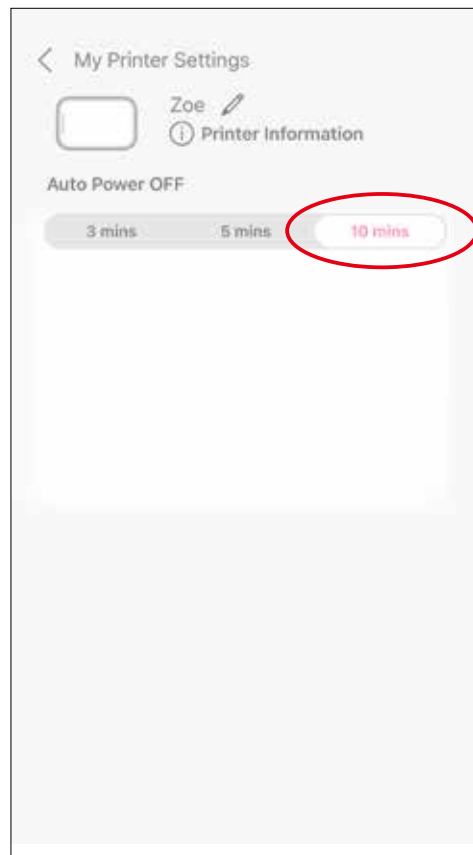 My Printer Settings
Zoe
Printer Information
Auto Power OFF
3 mins 5 mins 10 mins